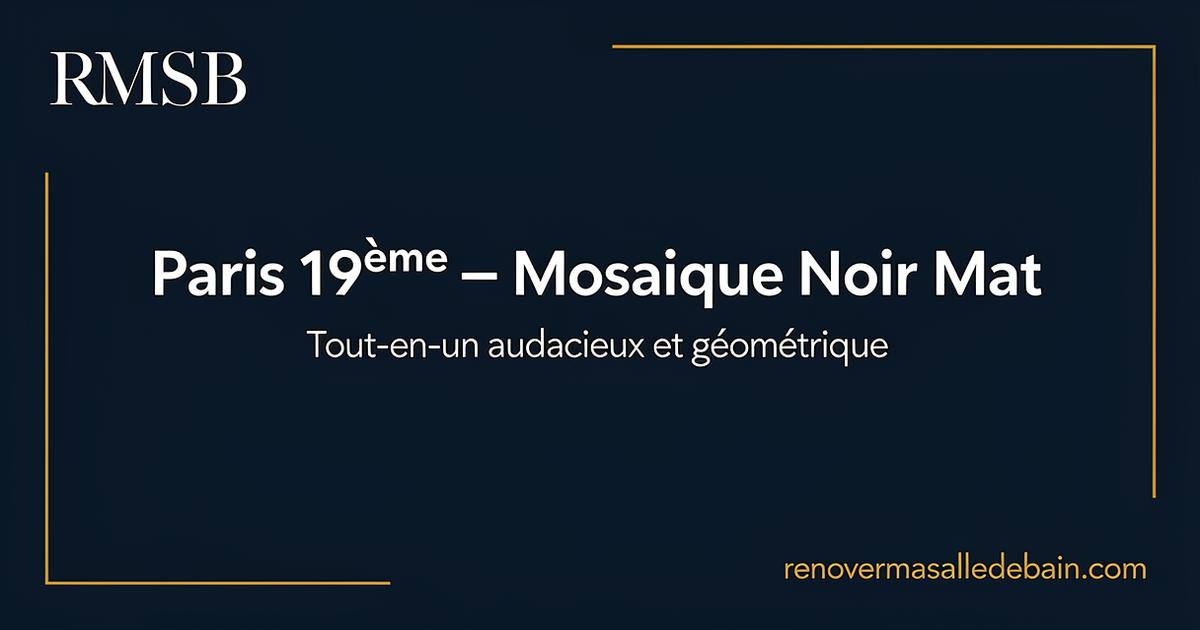 RMSB
Paris 19ème – Mosaique Noir Mat
Tout-en-un audacieux et géométrique
renovermasalledebain.com